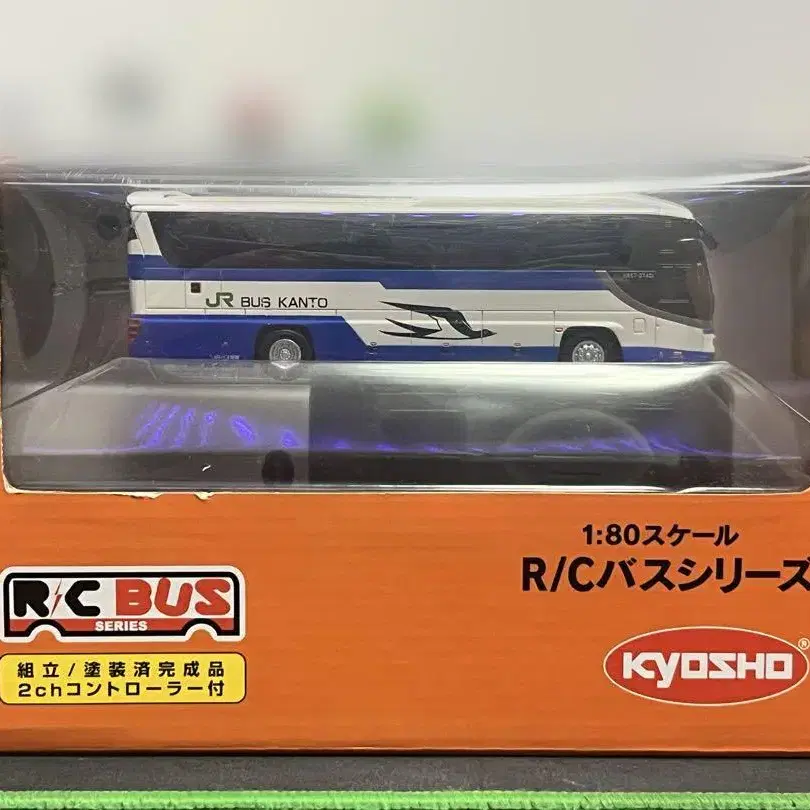 JR BUS KANTO
1:80スケール
R/Cバスシリーズ
R/C BUS
SERIES
組立/塗装済完成品
2chコントローラー付
KYOSHO®